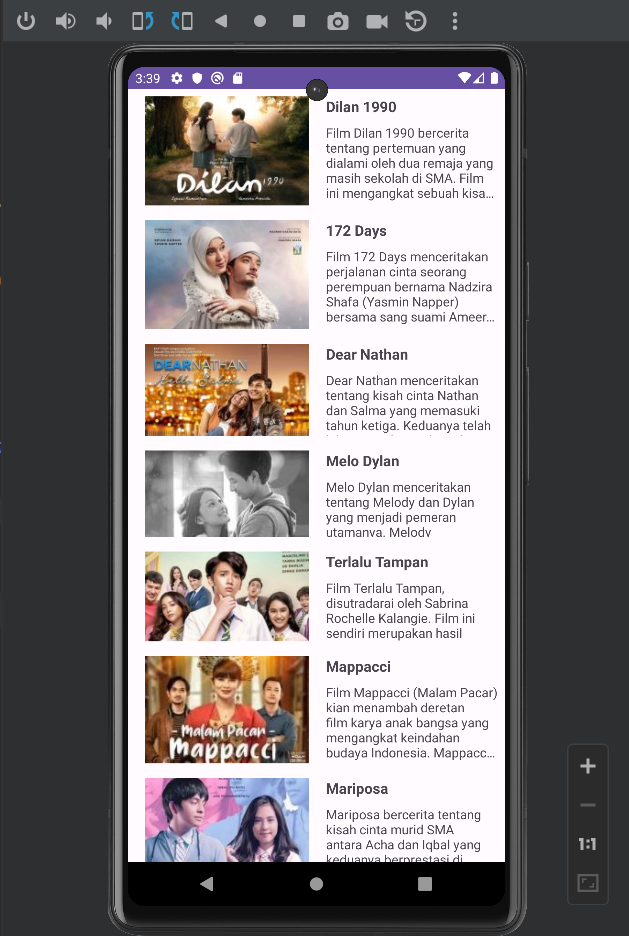 3:39
Dilan 1990
Film Dilan 1990 bercerita
tentang pertemuan yang
dialami oleh dua remaja yang
masih sekolah di SMA. Film
ini mengangkat sebuah kisa...
Dilan 1990
172 Days
Film 172 Days menceritakan
perjalanan cinta seorang
perempuan bernama Nadzira
Shafa (Yasmin Napper)
bersama sang suami Ameer...
Dear Nathan
Dear Nathan menceritakan
tentang kisah cinta Nathan
dan Salma yang memasuki
tahun ketiga. Keduanya telah
DEAR NATHAN
Hello Salma
Melo Dylan
Melo Dylan menceritakan
tentang Melody dan Dylan
yang menjadi pemeran
utamanya. Melody
Terlalu Tampan
Film Terlalu Tampan,
disutradarai oleh Sabrina
Rochelle Kalangie. Film ini
sendiri merupakan hasil
Mappacci
Film Mappacci (Malam Pacar)
kian menambah deretan
film karya anak bangsa yang
mengangkat keindahan
budaya Indonesia. Mappacc...
Malam Pacar
Mappacci
Mariposa
Mariposa bercerita tentang
kisah cinta murid SMA
antara Acha dan Iqbal yang
keduanya berprestasi di
1:1